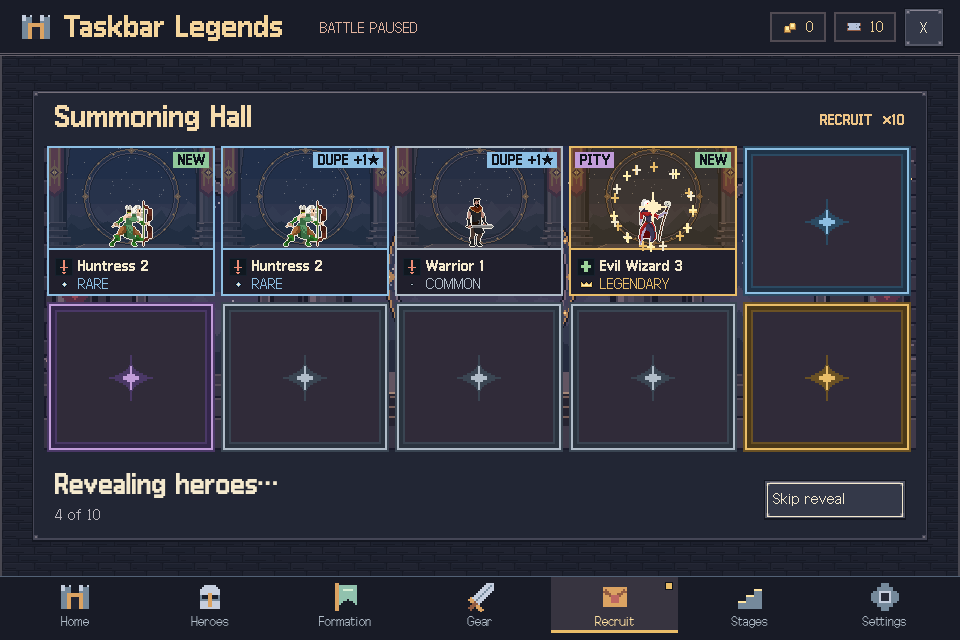 Taskbar Legends
BATTLE PAUSED
0
10
X
Summoning Hall
RECRUIT ×10
NEW
Huntress 2
RARE
DUPE +1★
Huntress 2
RARE
DUPE +1★
Warrior 1
COMMON
PITY
NEW
Evil Wizard 3
LEGENDARY
Revealing heroes…
4 of 10
Skip reveal
Home
Heroes
Formation
Gear
Recruit
Stages
Settings